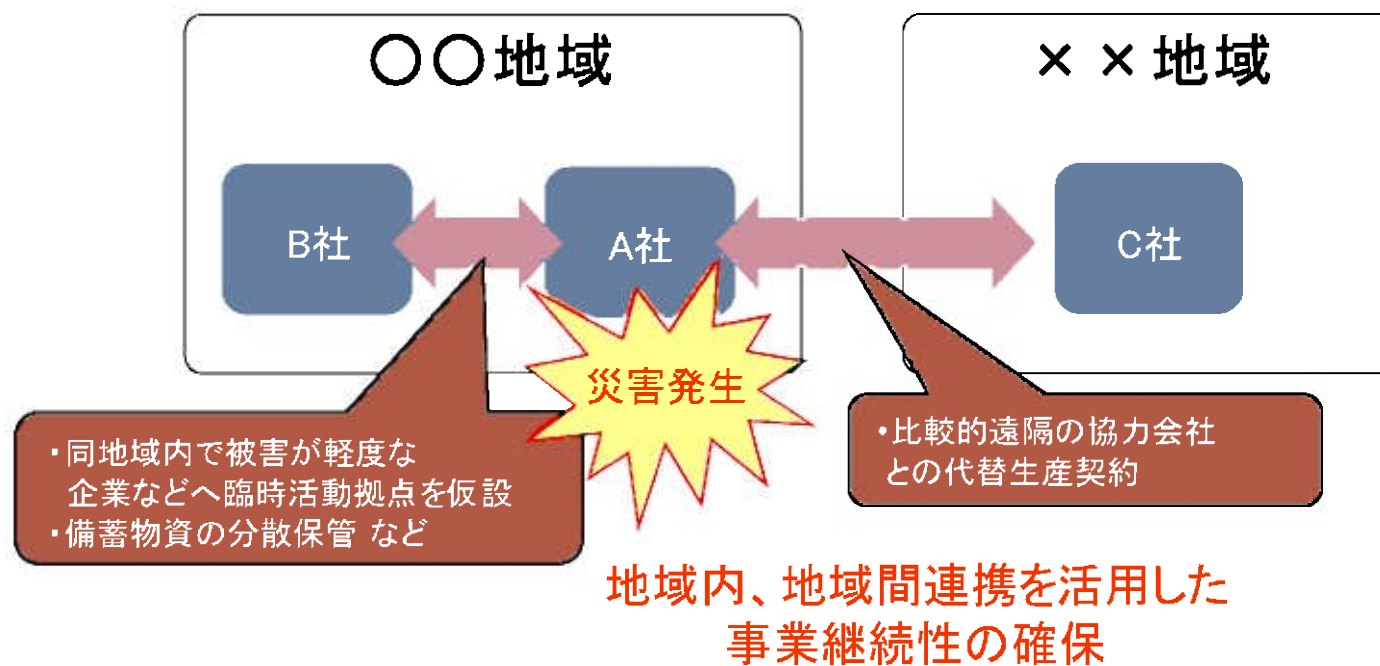 〇〇地域
××地域
B社
A社
C社
災害発生
・同地域内で被害が軽度な
企業などへ臨時活動拠点を仮設
・備蓄物資の分散保管 など
・比較的遠隔の協力会社
との代替生産契約
地域内、地域間連携を活用した
事業継続性の確保